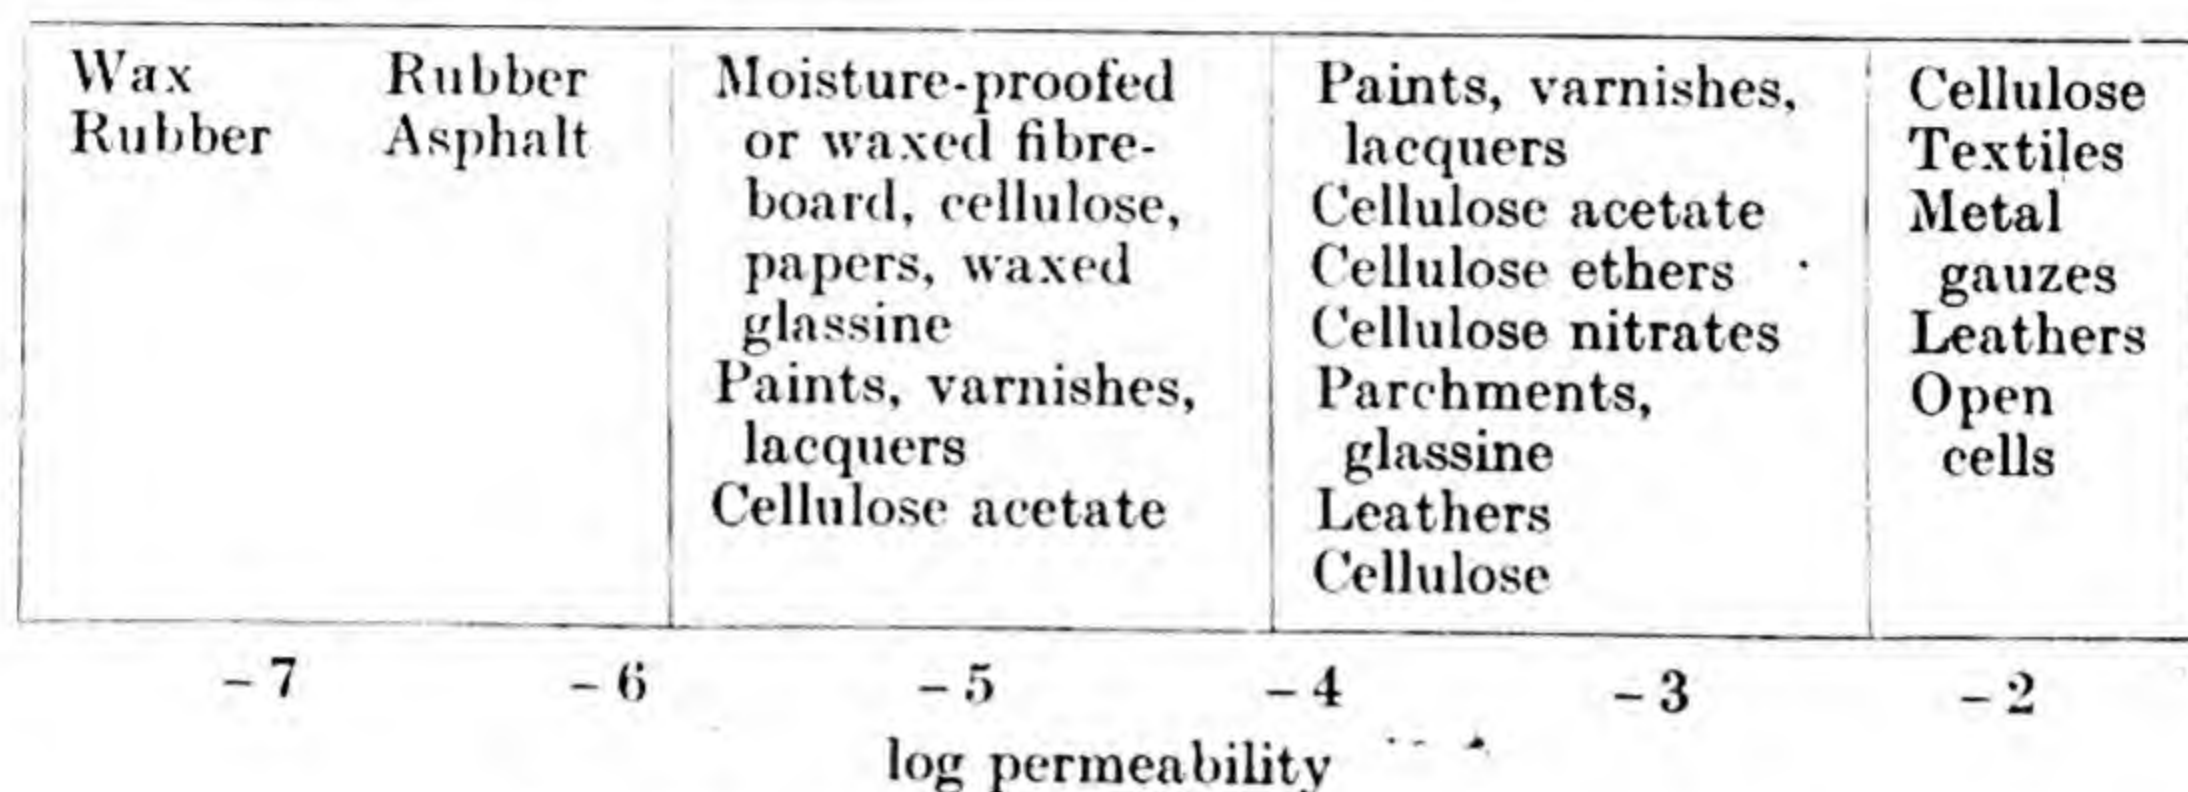 Wax Rubber
Rubber Asphalt
Moisture-proofed
or waxed fibre-
board, cellulose,
papers, waxed
glassine
Paints, varnishes,
lacquers
Cellulose acetate
Paints, varnishes,
lacquers
Cellulose acetate
Cellulose ethers
Cellulose nitrates
Parchments,
glassine
Leathers
Cellulose
Cellulose
Textiles
Metal
gauzes
Leathers
Open
cells
-7 -6 -5 -4 -3 -2
log permeability